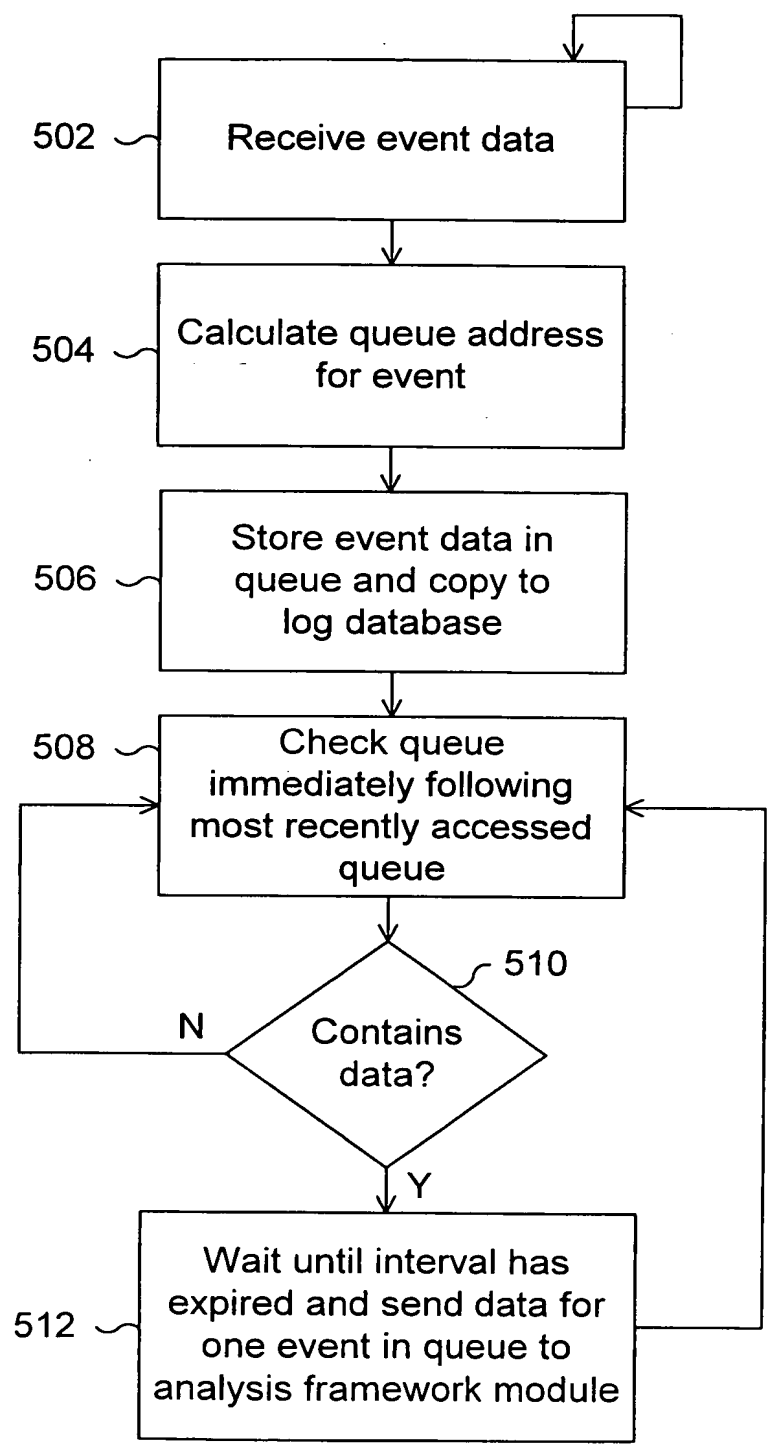 502
Receive event data
504
Calculate queue address
for event
506
Store event data in
queue and copy to
log database
508
Check queue
immediately following
most recently accessed
queue
510
Contains
data?
N
Y
512
Wait until interval has
expired and send data for
one event in queue to
analysis framework module